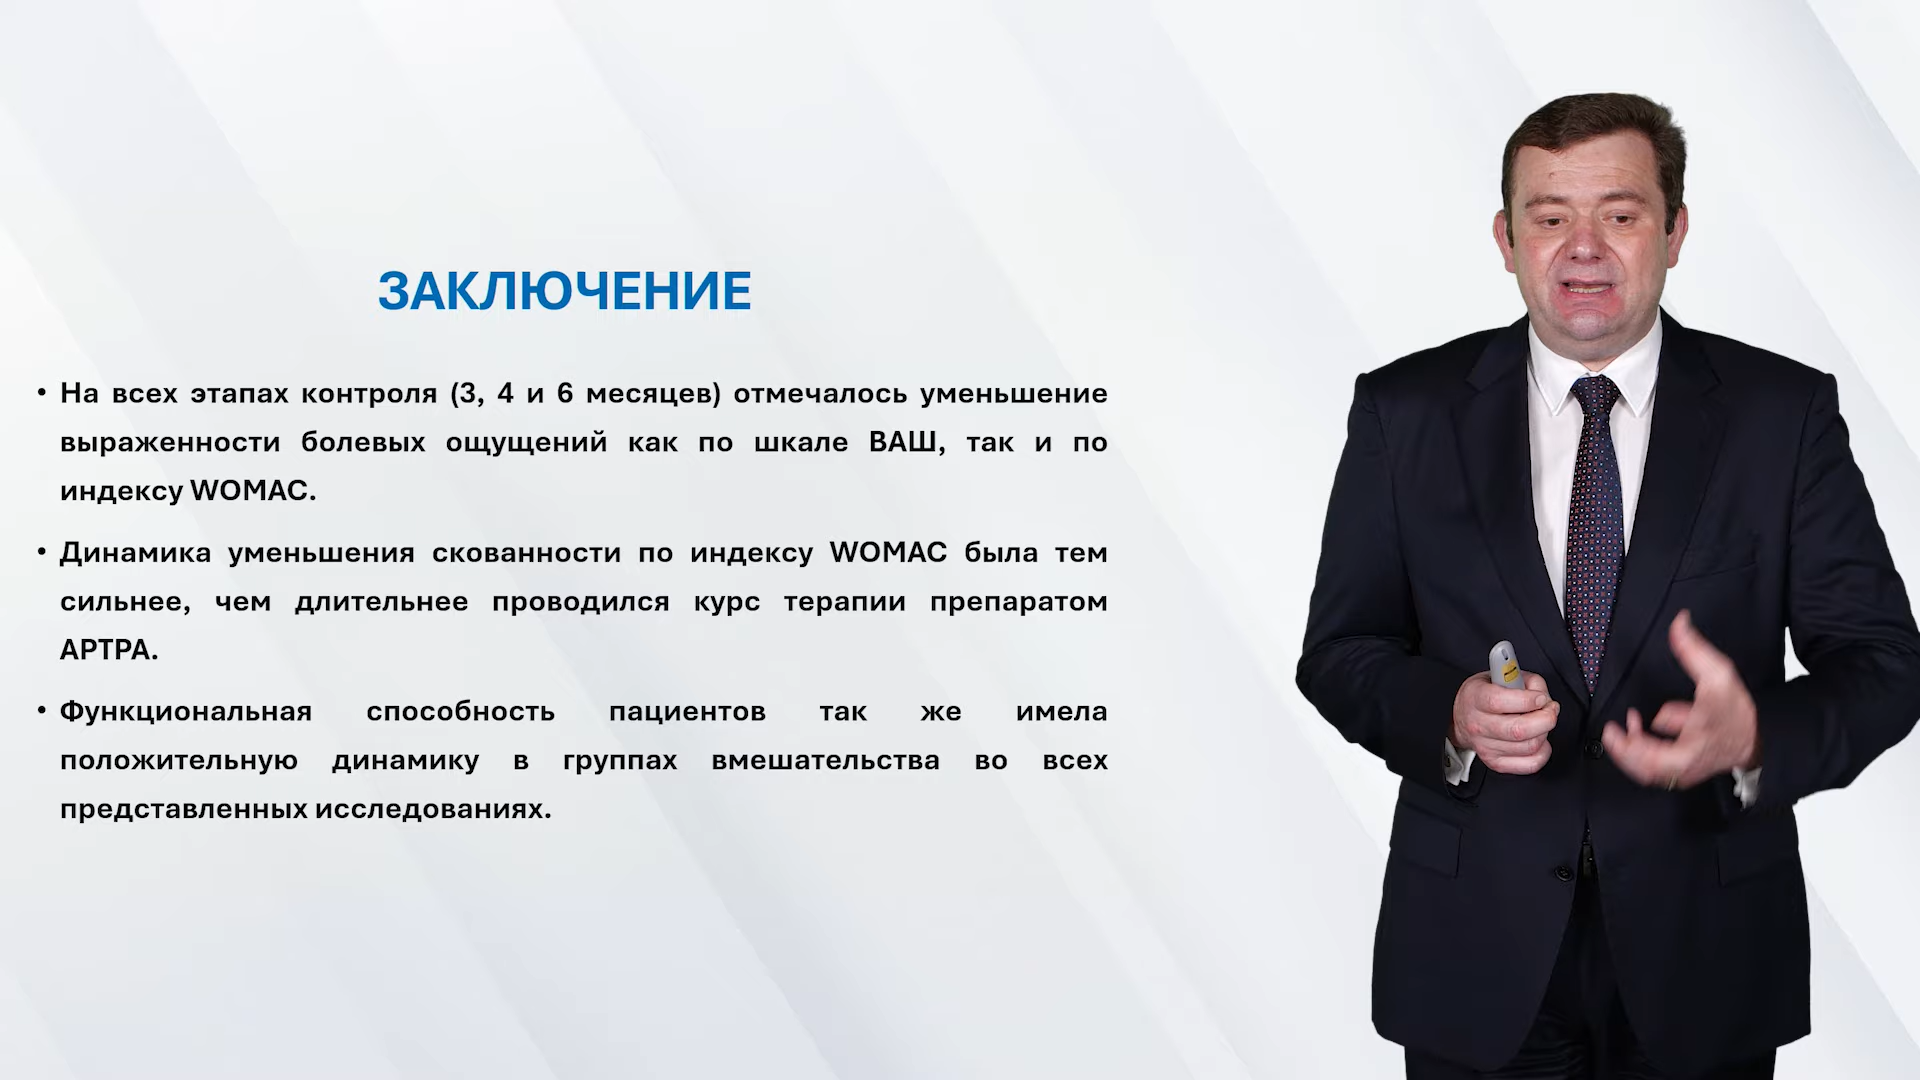 ЗАКЛЮЧЕНИЕ
• На всех этапах контроля (3, 4 и 6 месяцев) отмечалось уменьшение
выраженности болевых ощущений как по шкале ВАШ, так и по
индексу WOMAC.
• Динамика уменьшения скованности по индексу WOMAC была тем
сильнее, чем длительнее проводился курс терапии препаратом
АРТРА.
• Функциональная способность пациентов так же имела
положительную динамику в группах вмешательства во всех
представленных исследованиях.